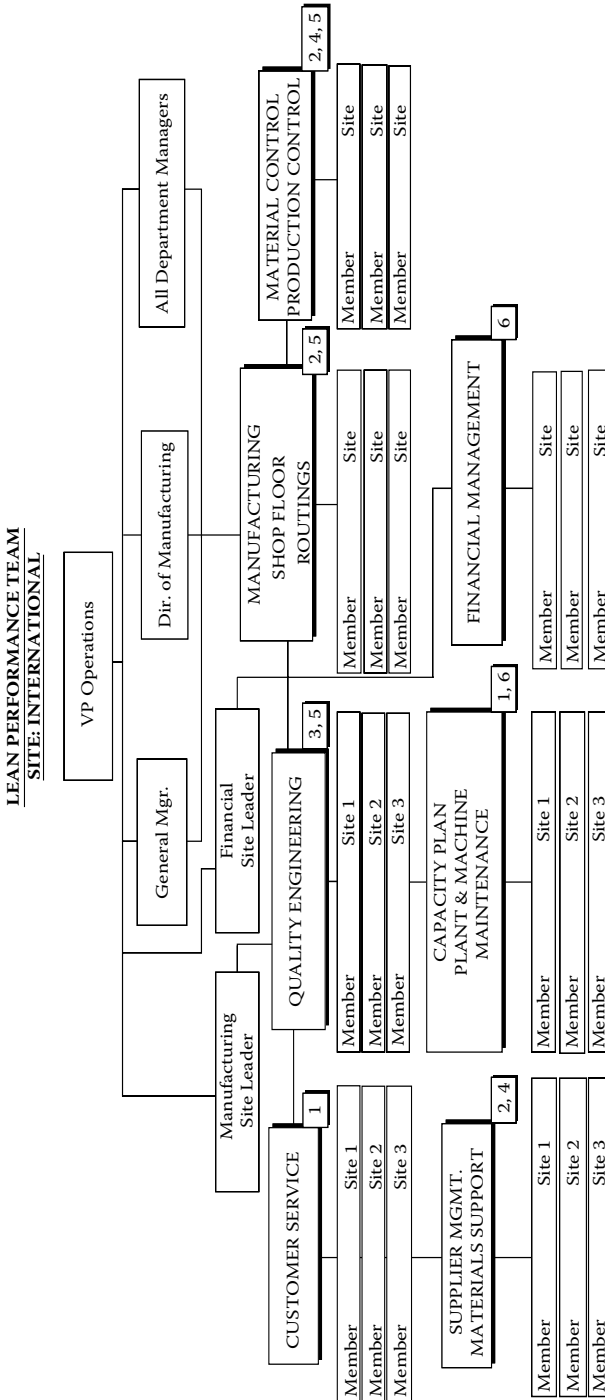 LEAN PERFORMANCE TEAM
SITE: INTERNATIONAL
VP Operations
General Mgr.
Dir. of Manufacturing
All Department Managers
Manufacturing
Site Leader
Financial
Site Leader
CUSTOMER SERVICE
1
Member Site 1
Member Site 2
Member Site 3
QUALITY ENGINEERING
3, 5
Member Site 1
Member Site 2
Member Site 3
MANUFACTURING
SHOP FLOOR
ROUTINGS
2, 5
Member Site
Member Site
Member Site
MATERIAL CONTROL
PRODUCTION CONTROL
2, 4, 5
Member Site
Member Site
Member Site
SUPPLIER MGMT.
MATERIALS SUPPORT
2, 4
Member Site 1
Member Site 2
Member Site 3
CAPACITY PLAN
PLANT & MACHINE
MAINTENANCE
1, 6
Member Site 1
Member Site 2
Member Site 3
FINANCIAL MANAGEMENT
6
Member Site
Member Site
Member Site